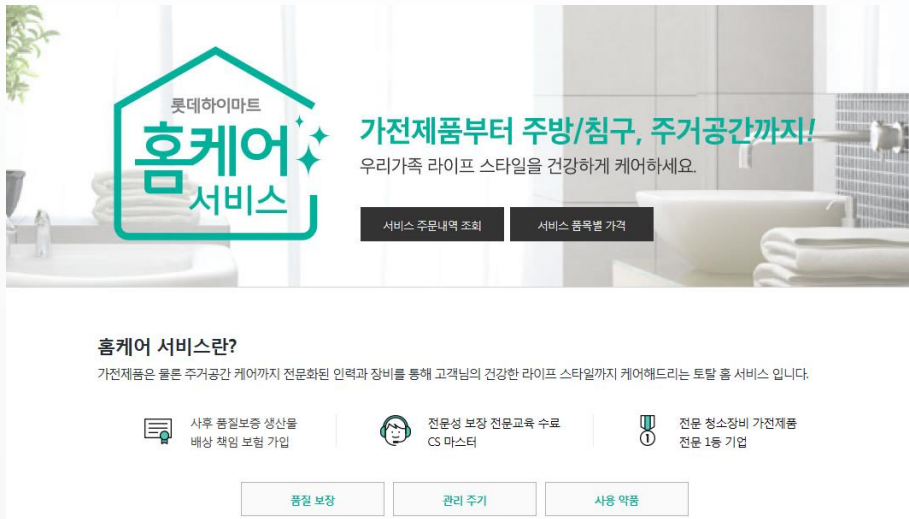 롯데하이마트
홈케어
서비스
가전제품부터 주방/침구, 주거공간까지!
우리가족 라이프 스타일을 건강하게 케어하세요.
서비스 주문내역 조회
서비스 품목별 가격
홈케어 서비스란?
가전제품은 물론 주거공간 케어까지 전문화된 인력과 장비를 통해 고객님의 건강한 라이프 스타일까지 케어해드리는 토탈 홈 서비스 입니다.
사후 품질보증 생산물
배상 책임 보험 가입
전문성 보장 전문교육 수료
CS 마스터
1
전문 청소장비 가전제품
전문 1등 기업
품질 보장
관리 주기
사용 약품